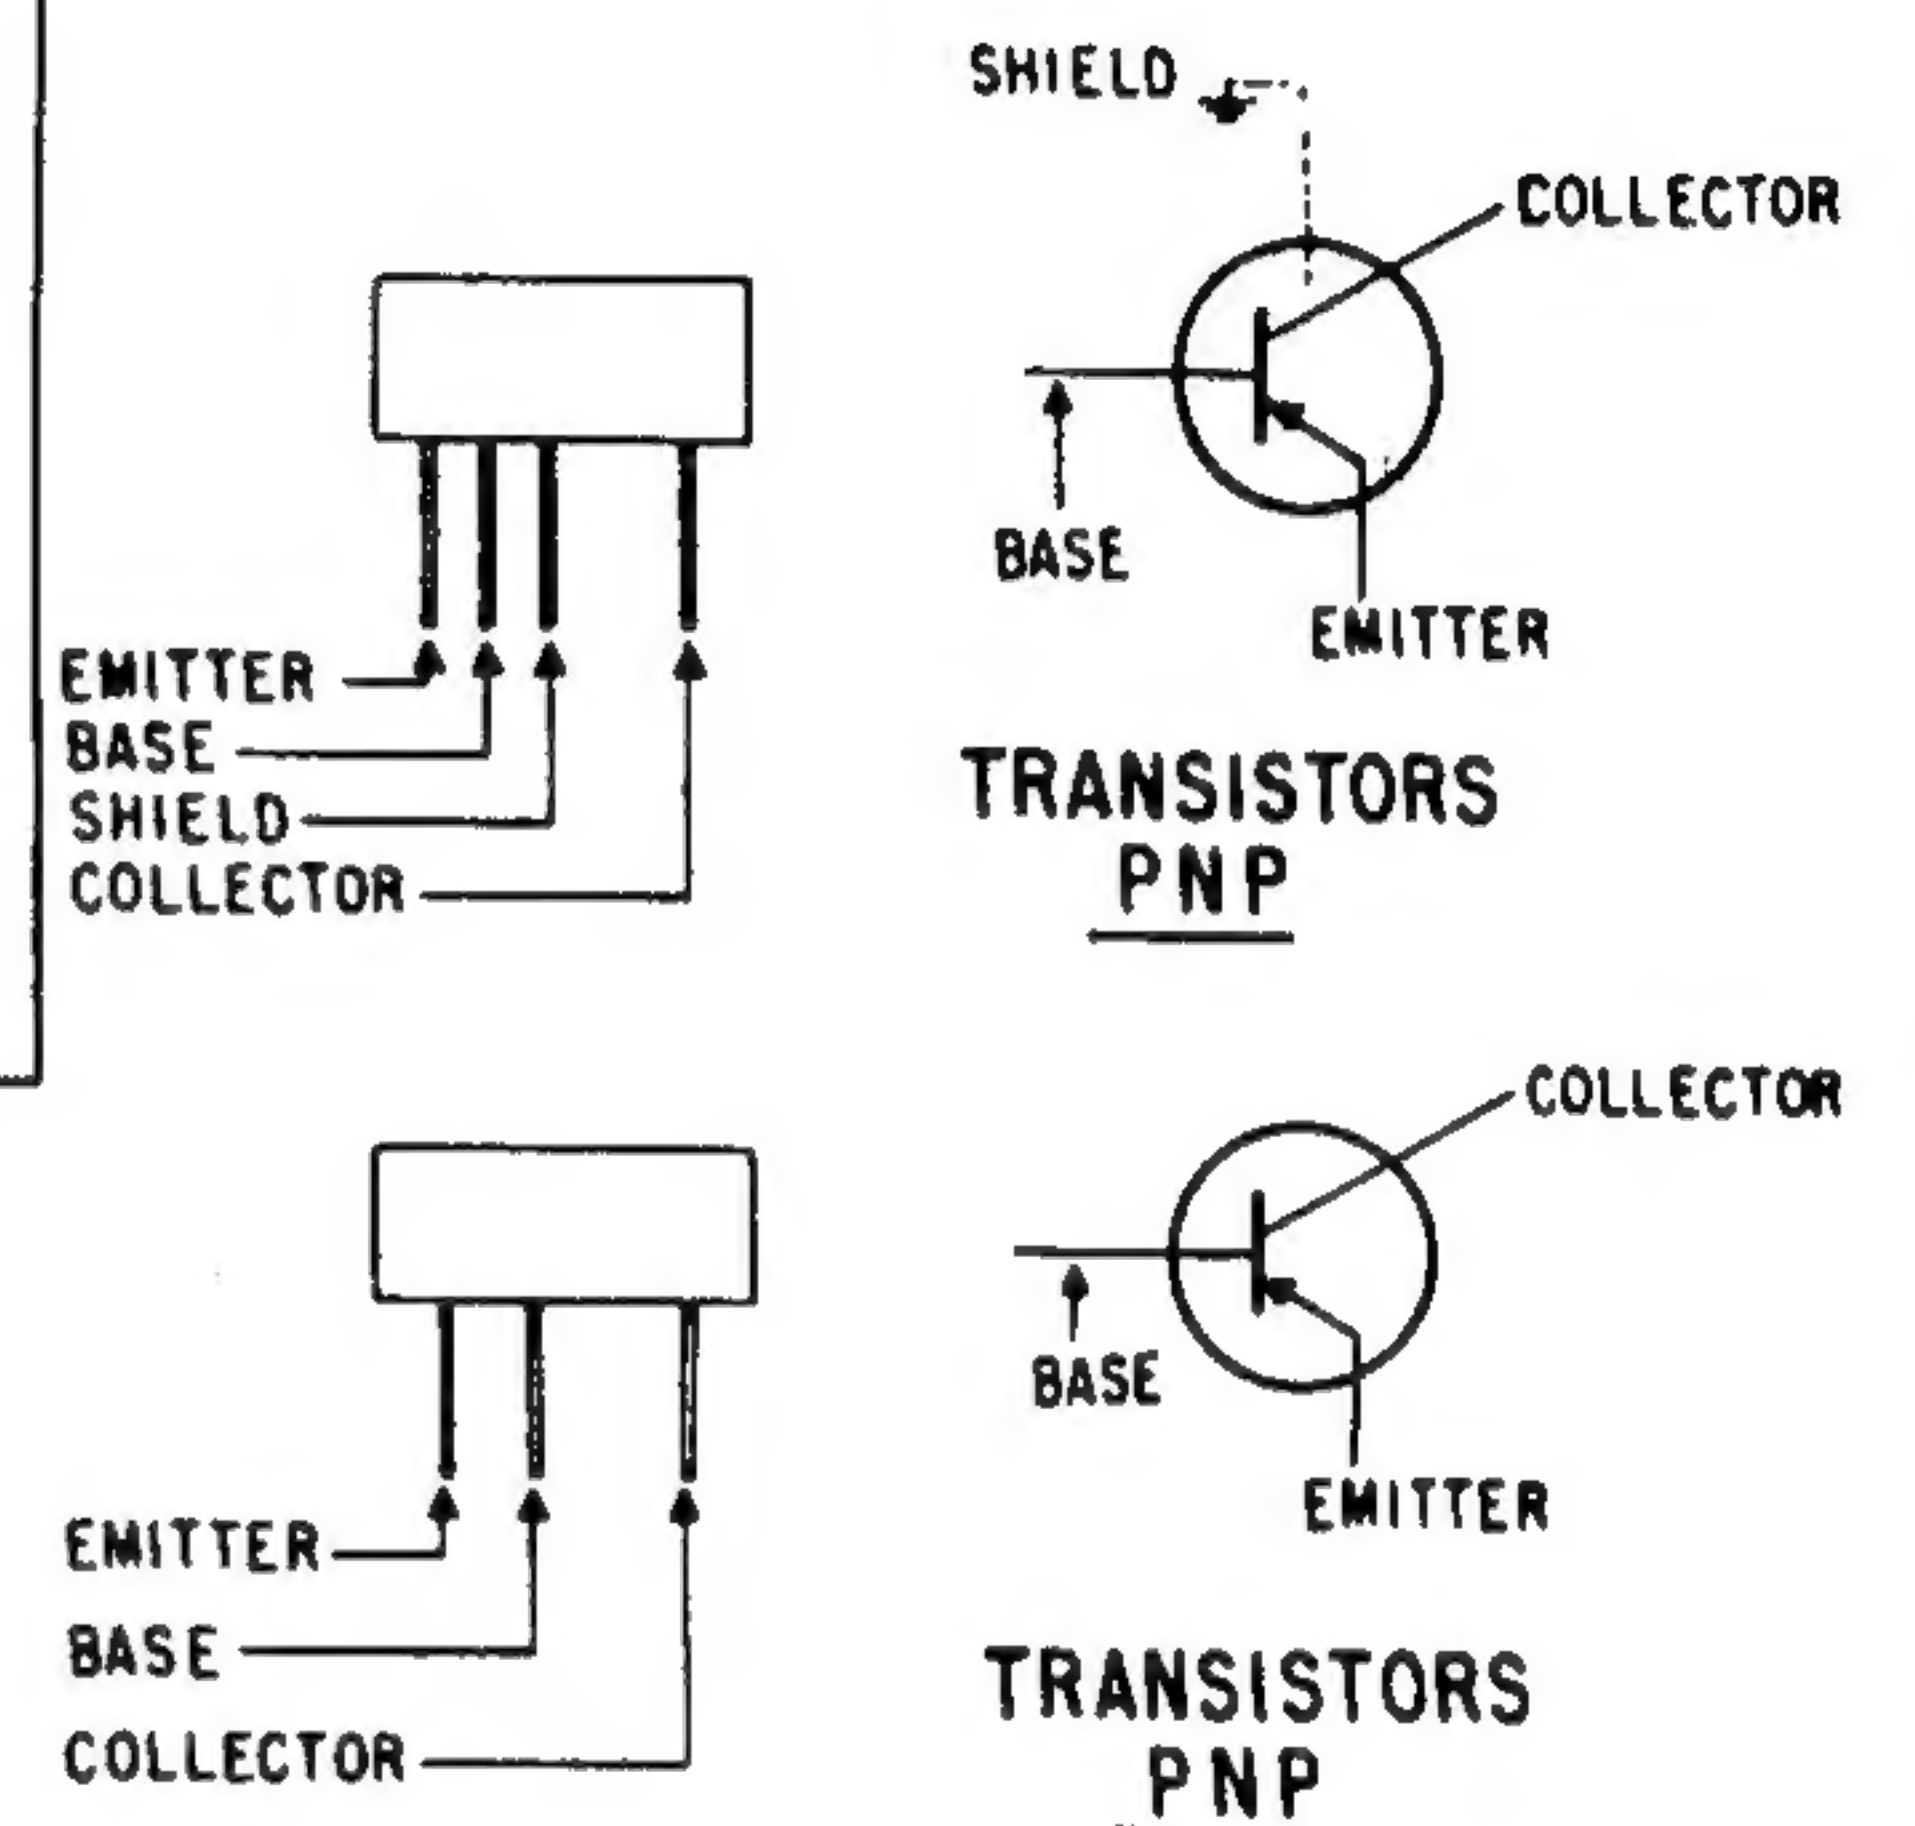 SHIELD
COLLECTOR
BASE
EMITTER
EMITTER
BASE
SHIELD
COLLECTOR
TRANSISTORS
PNP
COLLECTOR
BASE
EMITTER
EMITTER
BASE
COLLECTOR
TRANSISTORS
PNP